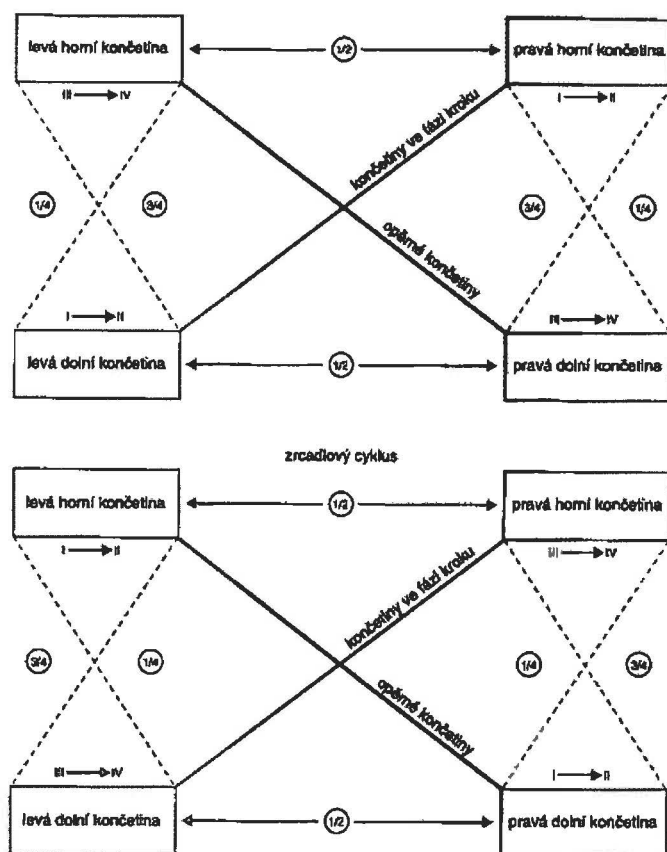 levá horní končetina
1/2
pravá horní končetina
III IV
I II
končetiny ve fázi kroku
1/4
3/4
3/4
1/4
opěrné končetiny
I II
III IV
levá dolní končetina
1/2
pravá dolní končetina
zrcadlový cyklus
levá horní končetina
1/2
pravá horní končetina
I II
III IV
končetiny ve fázi kroku
3/4
1/4
1/4
3/4
opěrné končetiny
III IV
I II
levá dolní končetina
1/2
pravá dolní končetina